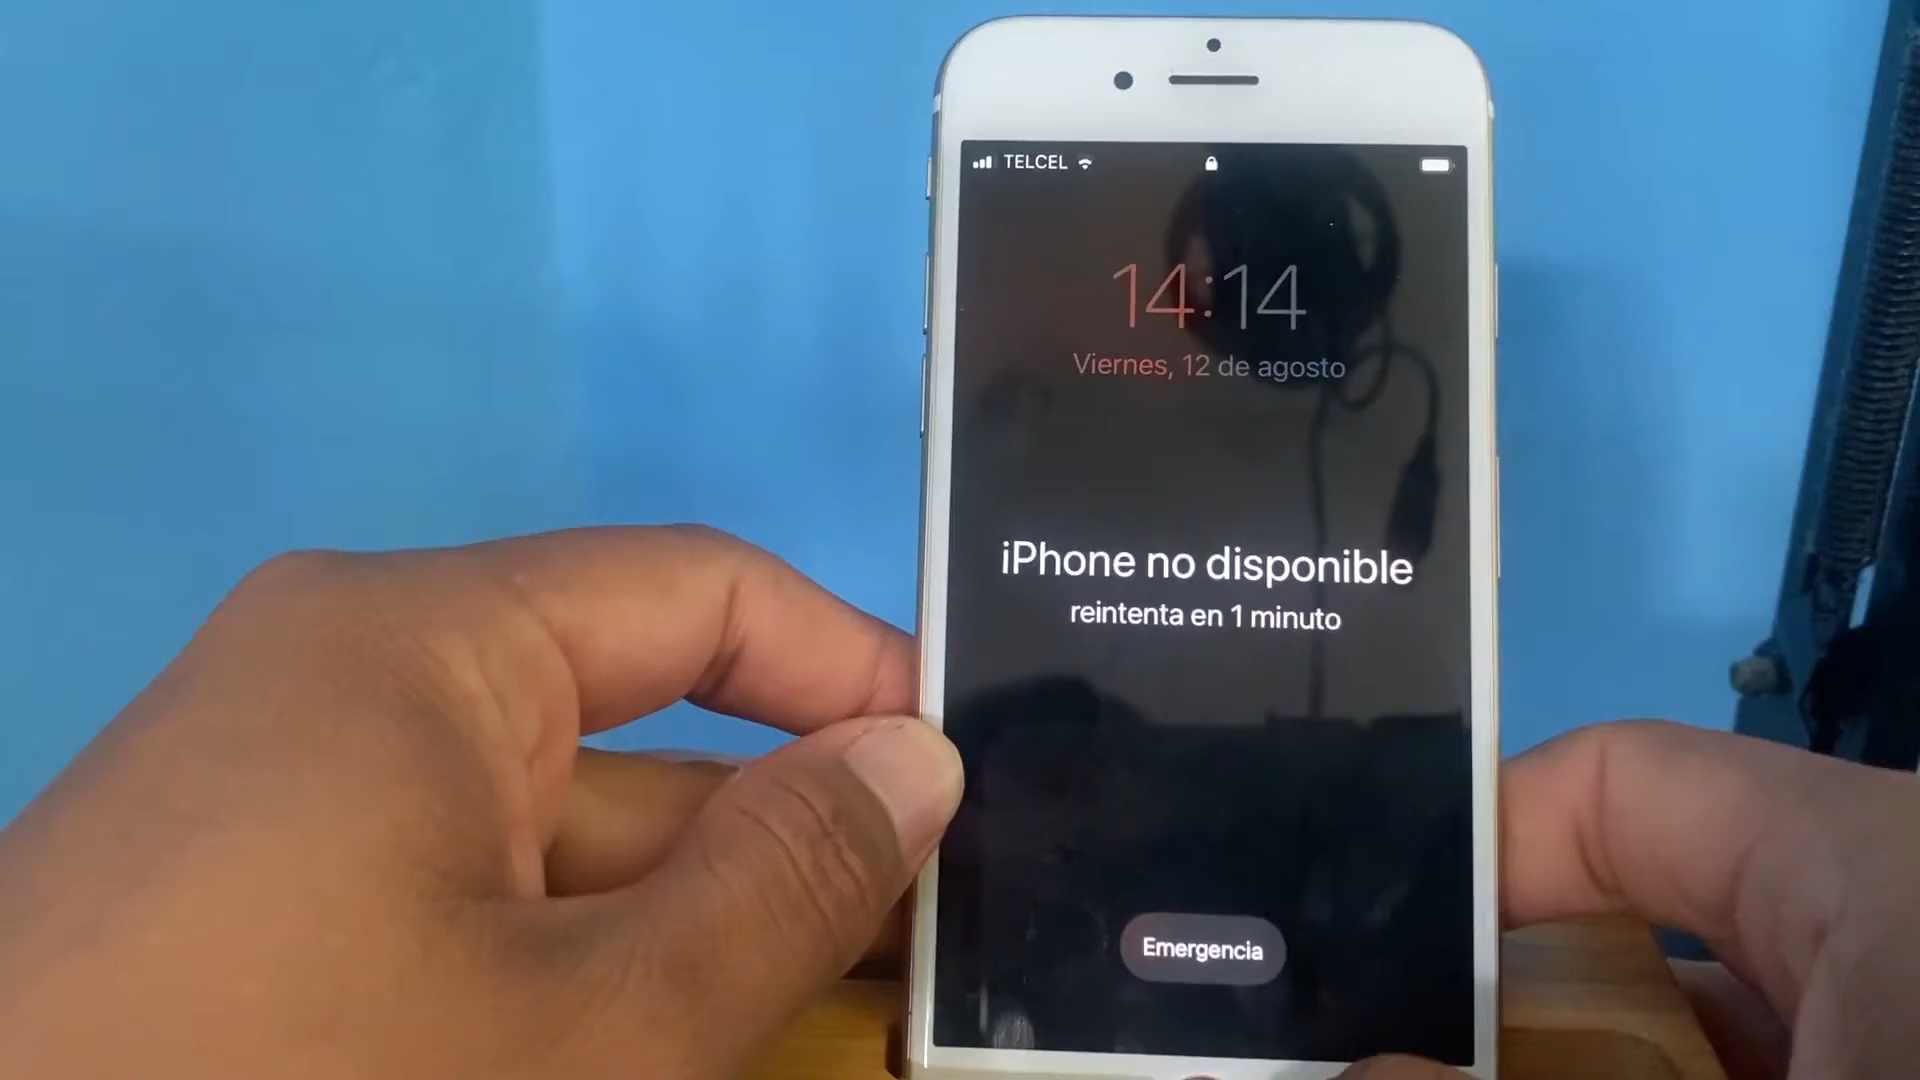 TELCEL
14:14
Viernes, 12 de agosto
iPhone no disponible
reintenta en 1 minuto
Emergencia